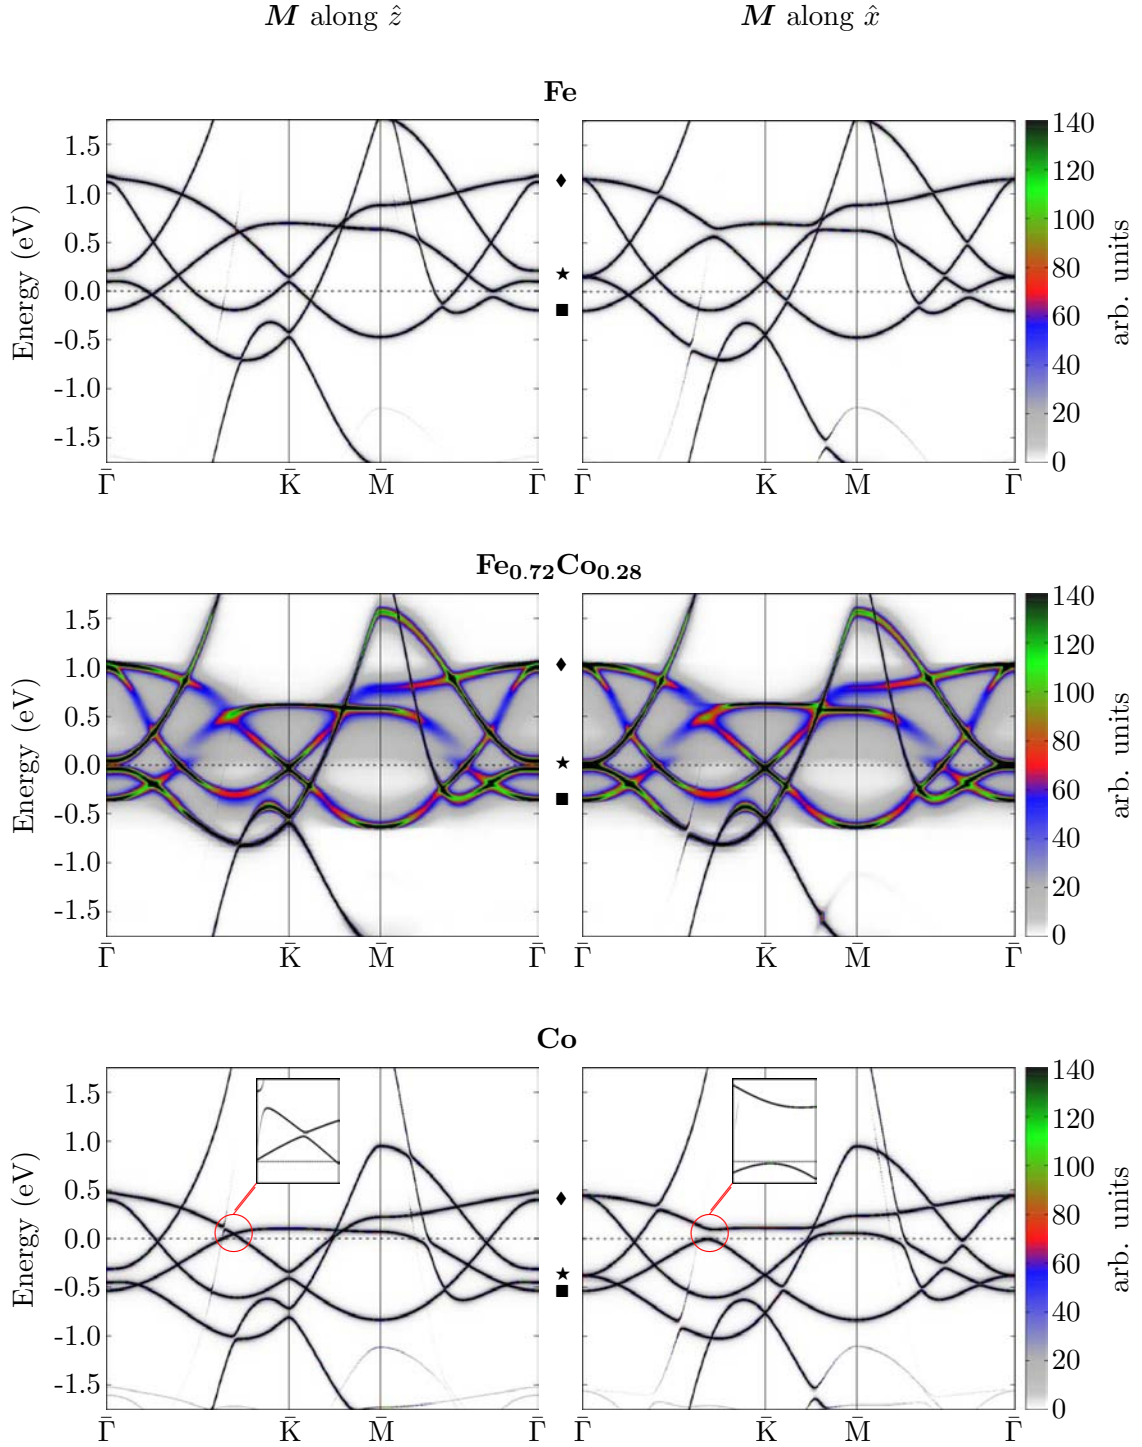 M along ẑ
M along x̂
Fe
Energy (eV)
1.5
1.0
0.5
0.0
-0.5
-1.0
-1.5
Γ̄
K̄
M̄
Γ̄
♦
★
■
Γ̄
K̄
M̄
Γ̄
140
120
100
80
60
40
20
0
arb. units
Fe0.72Co0.28
Energy (eV)
1.5
1.0
0.5
0.0
-0.5
-1.0
-1.5
Γ̄
K̄
M̄
Γ̄
♦
★
■
Γ̄
K̄
M̄
Γ̄
140
120
100
80
60
40
20
0
arb. units
Co
Energy (eV)
1.5
1.0
0.5
0.0
-0.5
-1.0
-1.5
Γ̄
K̄
M̄
Γ̄
♦
★
■
Γ̄
K̄
M̄
Γ̄
140
120
100
80
60
40
20
0
arb. units